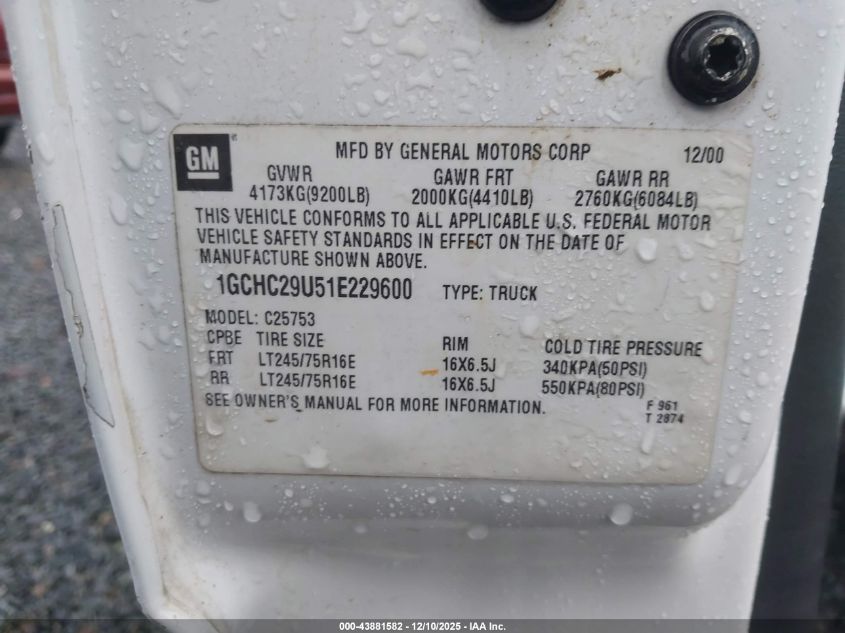 GM
MFD BY GENERAL MOTORS CORP 12/00
GVWR GAWR FRT GAWR RR
4173KG(9200LB) 2000KG(4410LB) 2760KG(6084LB)
THIS VEHICLE CONFORMS TO ALL APPLICABLE U.S. FEDERAL MOTOR
VEHICLE SAFETY STANDARDS IN EFFECT ON THE DATE OF
MANUFACTURE SHOWN ABOVE.
1GCHC29U51E229600 TYPE: TRUCK
MODEL: C25753
CPBE TIRE SIZE RIM COLD TIRE PRESSURE
FRT LT245/75R16E 16X6.5J 340KPA(50PSI)
RR LT245/75R16E 16X6.5J 550KPA(80PSI)
SEE OWNER'S MANUAL FOR MORE INFORMATION.
F 961
T 2874
000-43881582 - 12/10/2025 - IAA Inc.